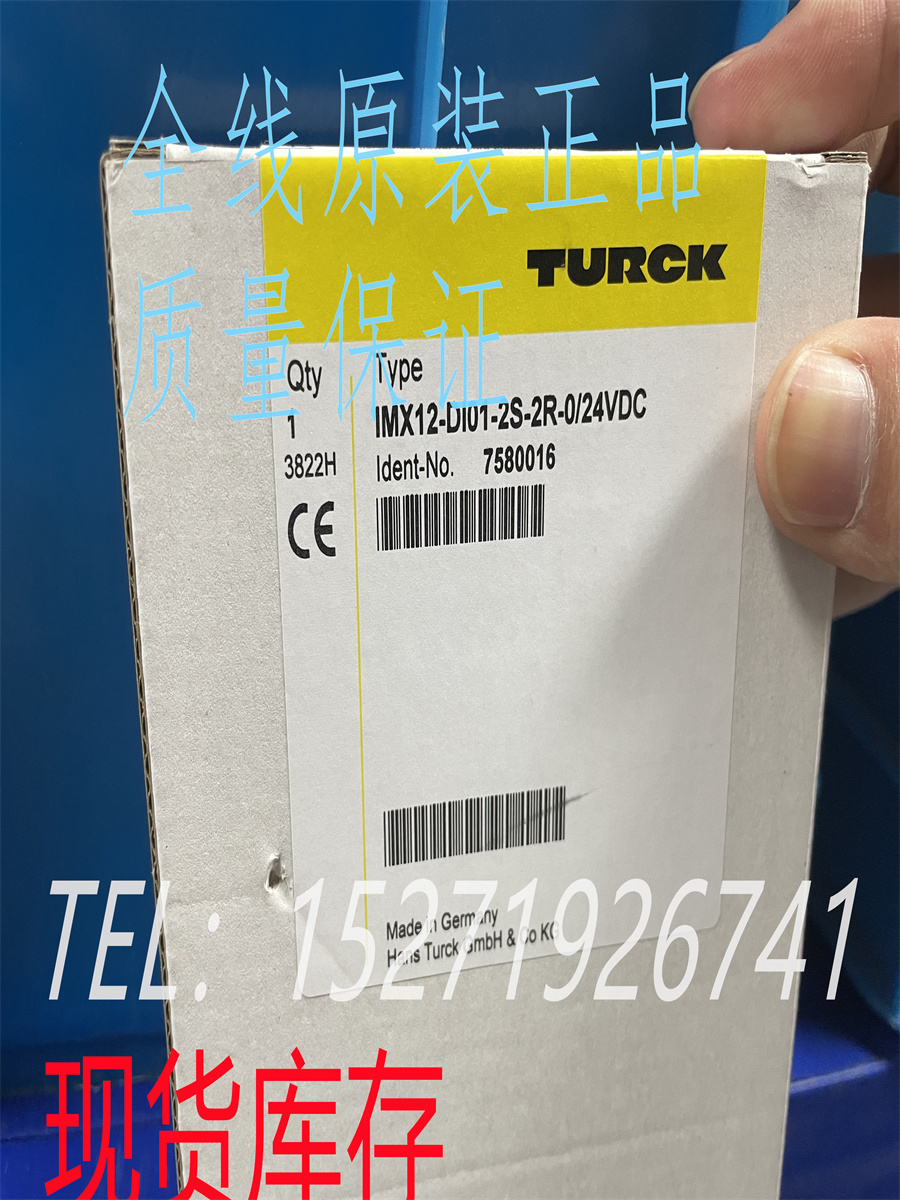 全线原装正品
TURCK
质量保证
Qty
Type
1
IMX12-DI01-2S-2R-0/24VDC
3822H
Ident-No. 7580016
CE
TEL：15271926741
Made in Germany
Hans Turck GmbH & Co KG
现货库存